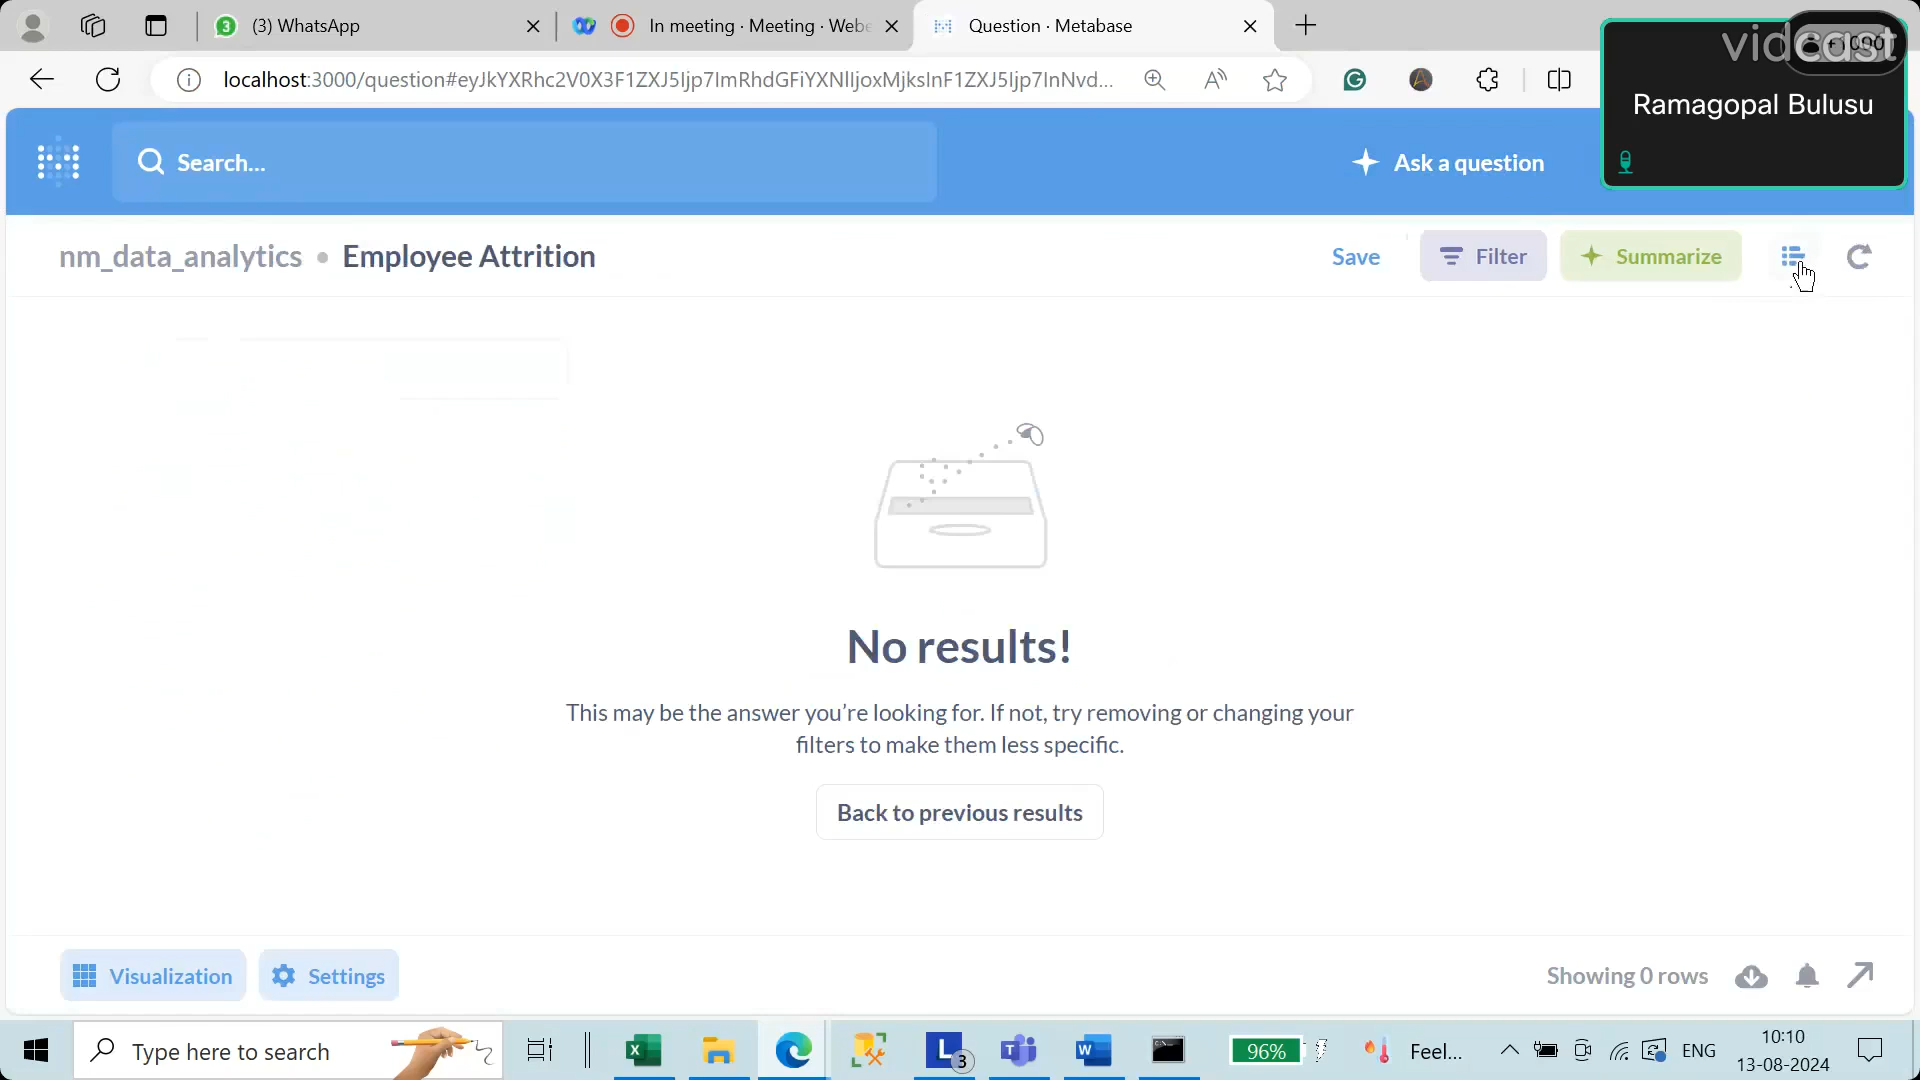 3
(3) WhatsApp
In meeting · Meeting · Webe
Question · Metabase
vidcast
localhost:3000/question#eyJkYXRhc2V0X3F1ZXJ5Ijp7ImRhdGFiYXNlIjoxMjksInF1ZXJ5Ijp7InNvd...
Ramagopal Bulusu
Search...
Ask a question
nm_data_analytics • Employee Attrition
Save
Filter
Summarize
No results!
This may be the answer you're looking for. If not, try removing or changing your
filters to make them less specific.
Back to previous results
Visualization
Settings
Showing 0 rows
Type here to search
L
3
96%
Feel...
ENG
10:10
13-08-2024